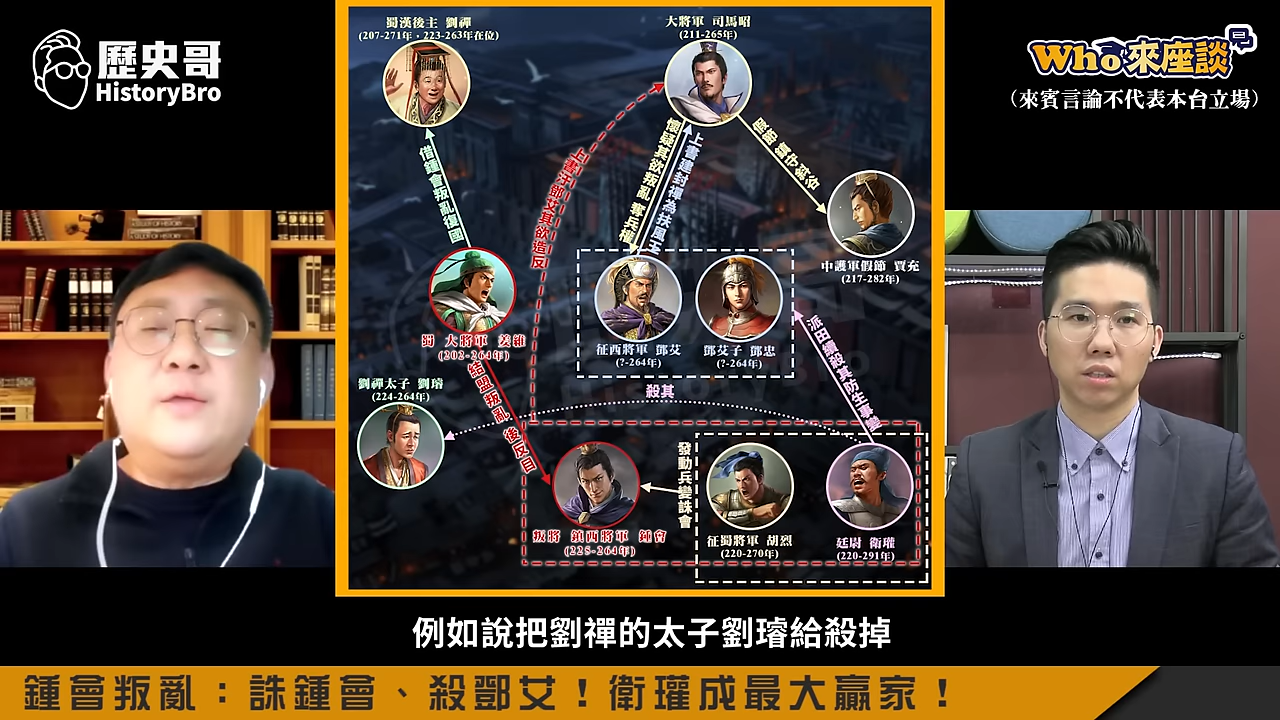 歷史哥
HistoryBro
Who來座談
(來賓言論不代表本台立場)
蜀漢後主 劉禪
(207-271年,223-263年在位)
大將軍 司馬昭
(211-265年)
借鍾會叛亂復國
上書汙鄧艾其欲造反
懷疑其欲叛亂 奪兵權
上書建封禪為扶風王
中護軍假節 賈充
(217-282年)
蜀 大將軍 姜維
(202-264年)
征西將軍 鄧艾
(?-264年)
鄧艾子 鄧忠
(?-264年)
派田續殺其防生事變
劉禪太子 劉璿
(224-264年)
結盟叛亂 後反目
殺其
叛將 鎮西將軍 鍾會
(225-264年)
發動兵變誅會
征蜀將軍 胡烈
(220-270年)
廷尉 衛瓘
(220-291年)
例如說把劉禪的太子劉璿給殺掉
鍾會叛亂:誅鍾會、殺鄧艾!衛瓘成最大贏家!